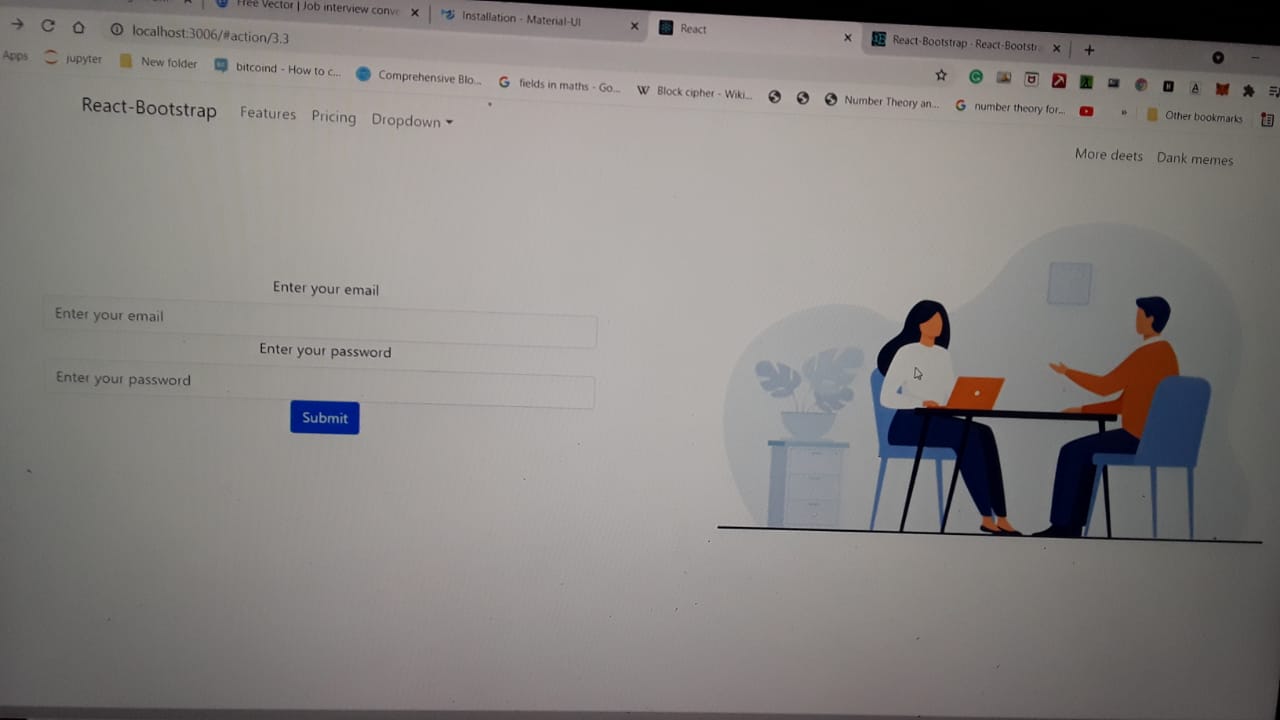 Free Vector | Job interview conve
Installation - Material-UI
React
React-Bootstrap · React-Bootstr
localhost:3006/#action/3.3
Apps
jupyter
New folder
bitcoind - How to c...
Comprehensive Blo...
fields in maths - Go...
Block cipher - Wiki...
Number Theory an...
number theory for...
Other bookmarks
React-Bootstrap
Features
Pricing
Dropdown
More deets
Dank memes
Enter your email
Enter your email
Enter your password
Enter your password
Submit